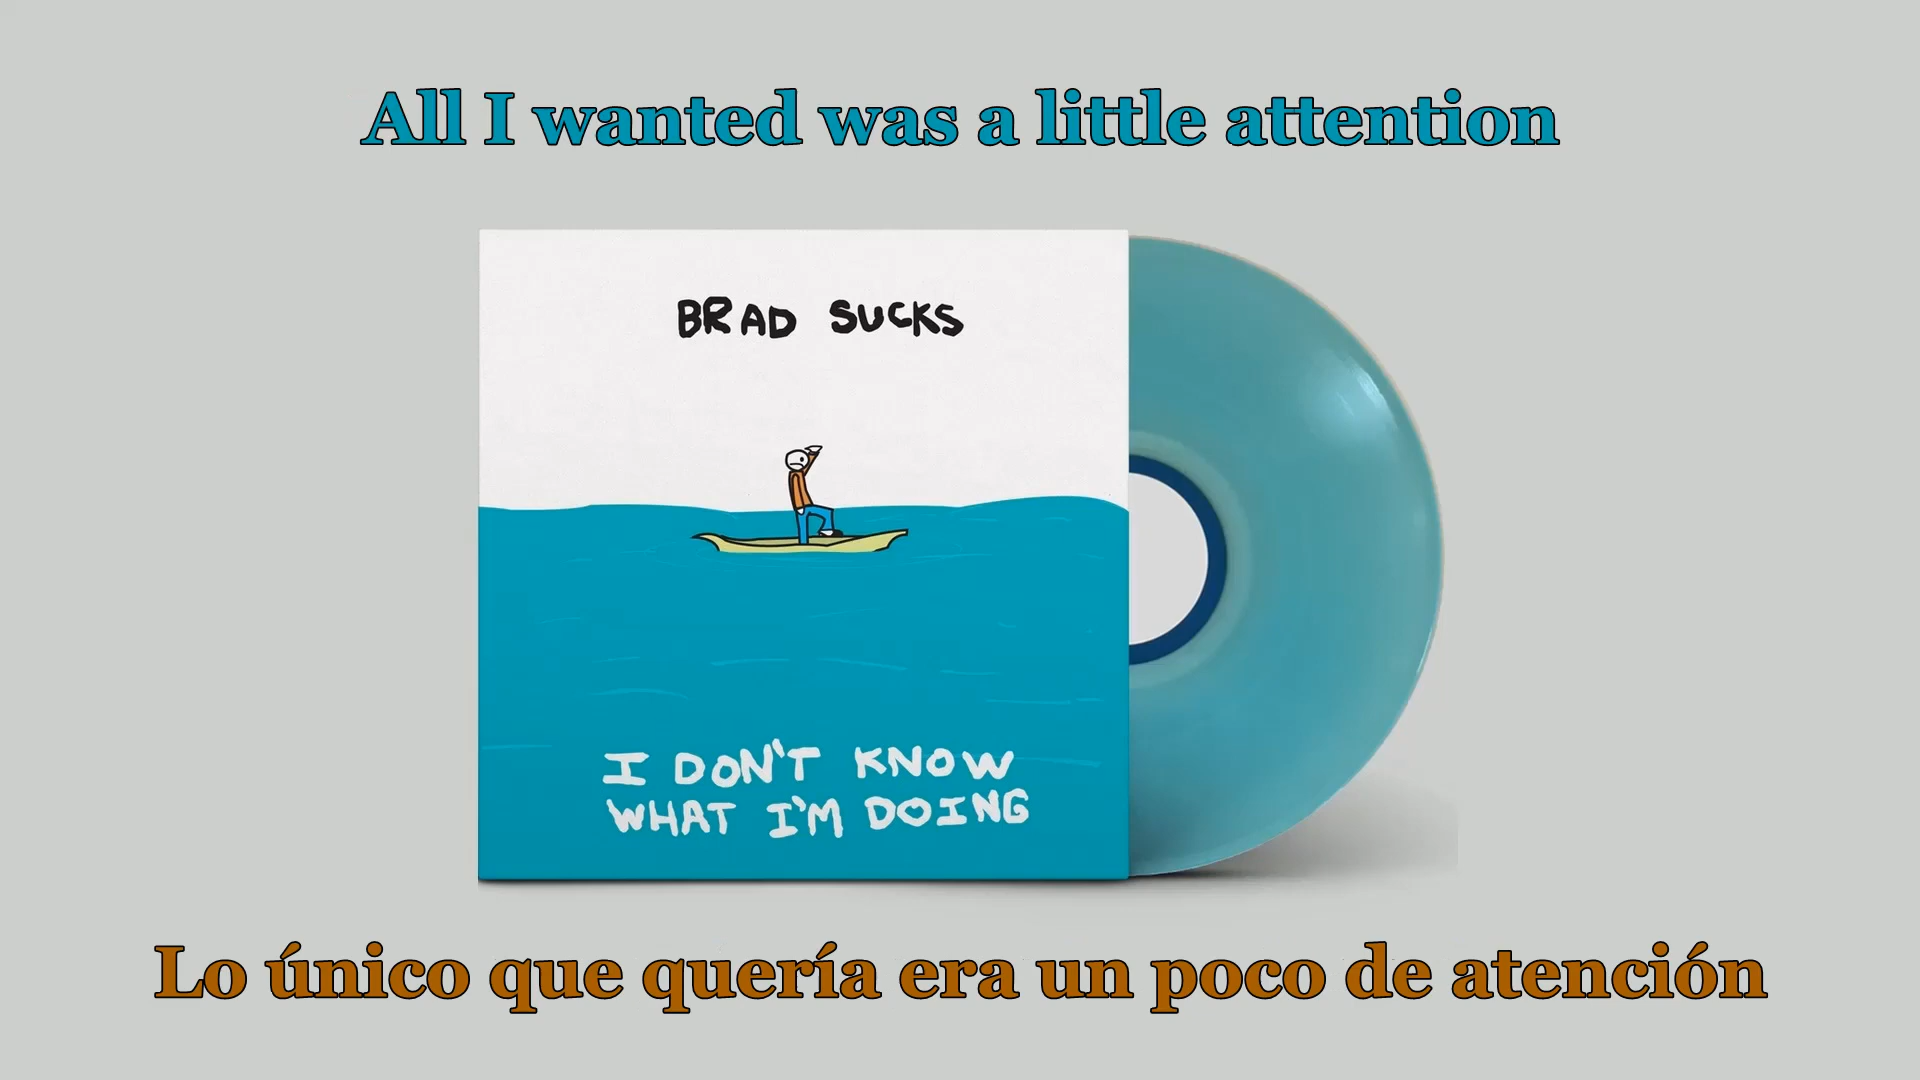 All I wanted was a little attention
BRAD SUCKS
I DON'T KNOW
WHAT I'M DOING
Lo único que quería era un poco de atención